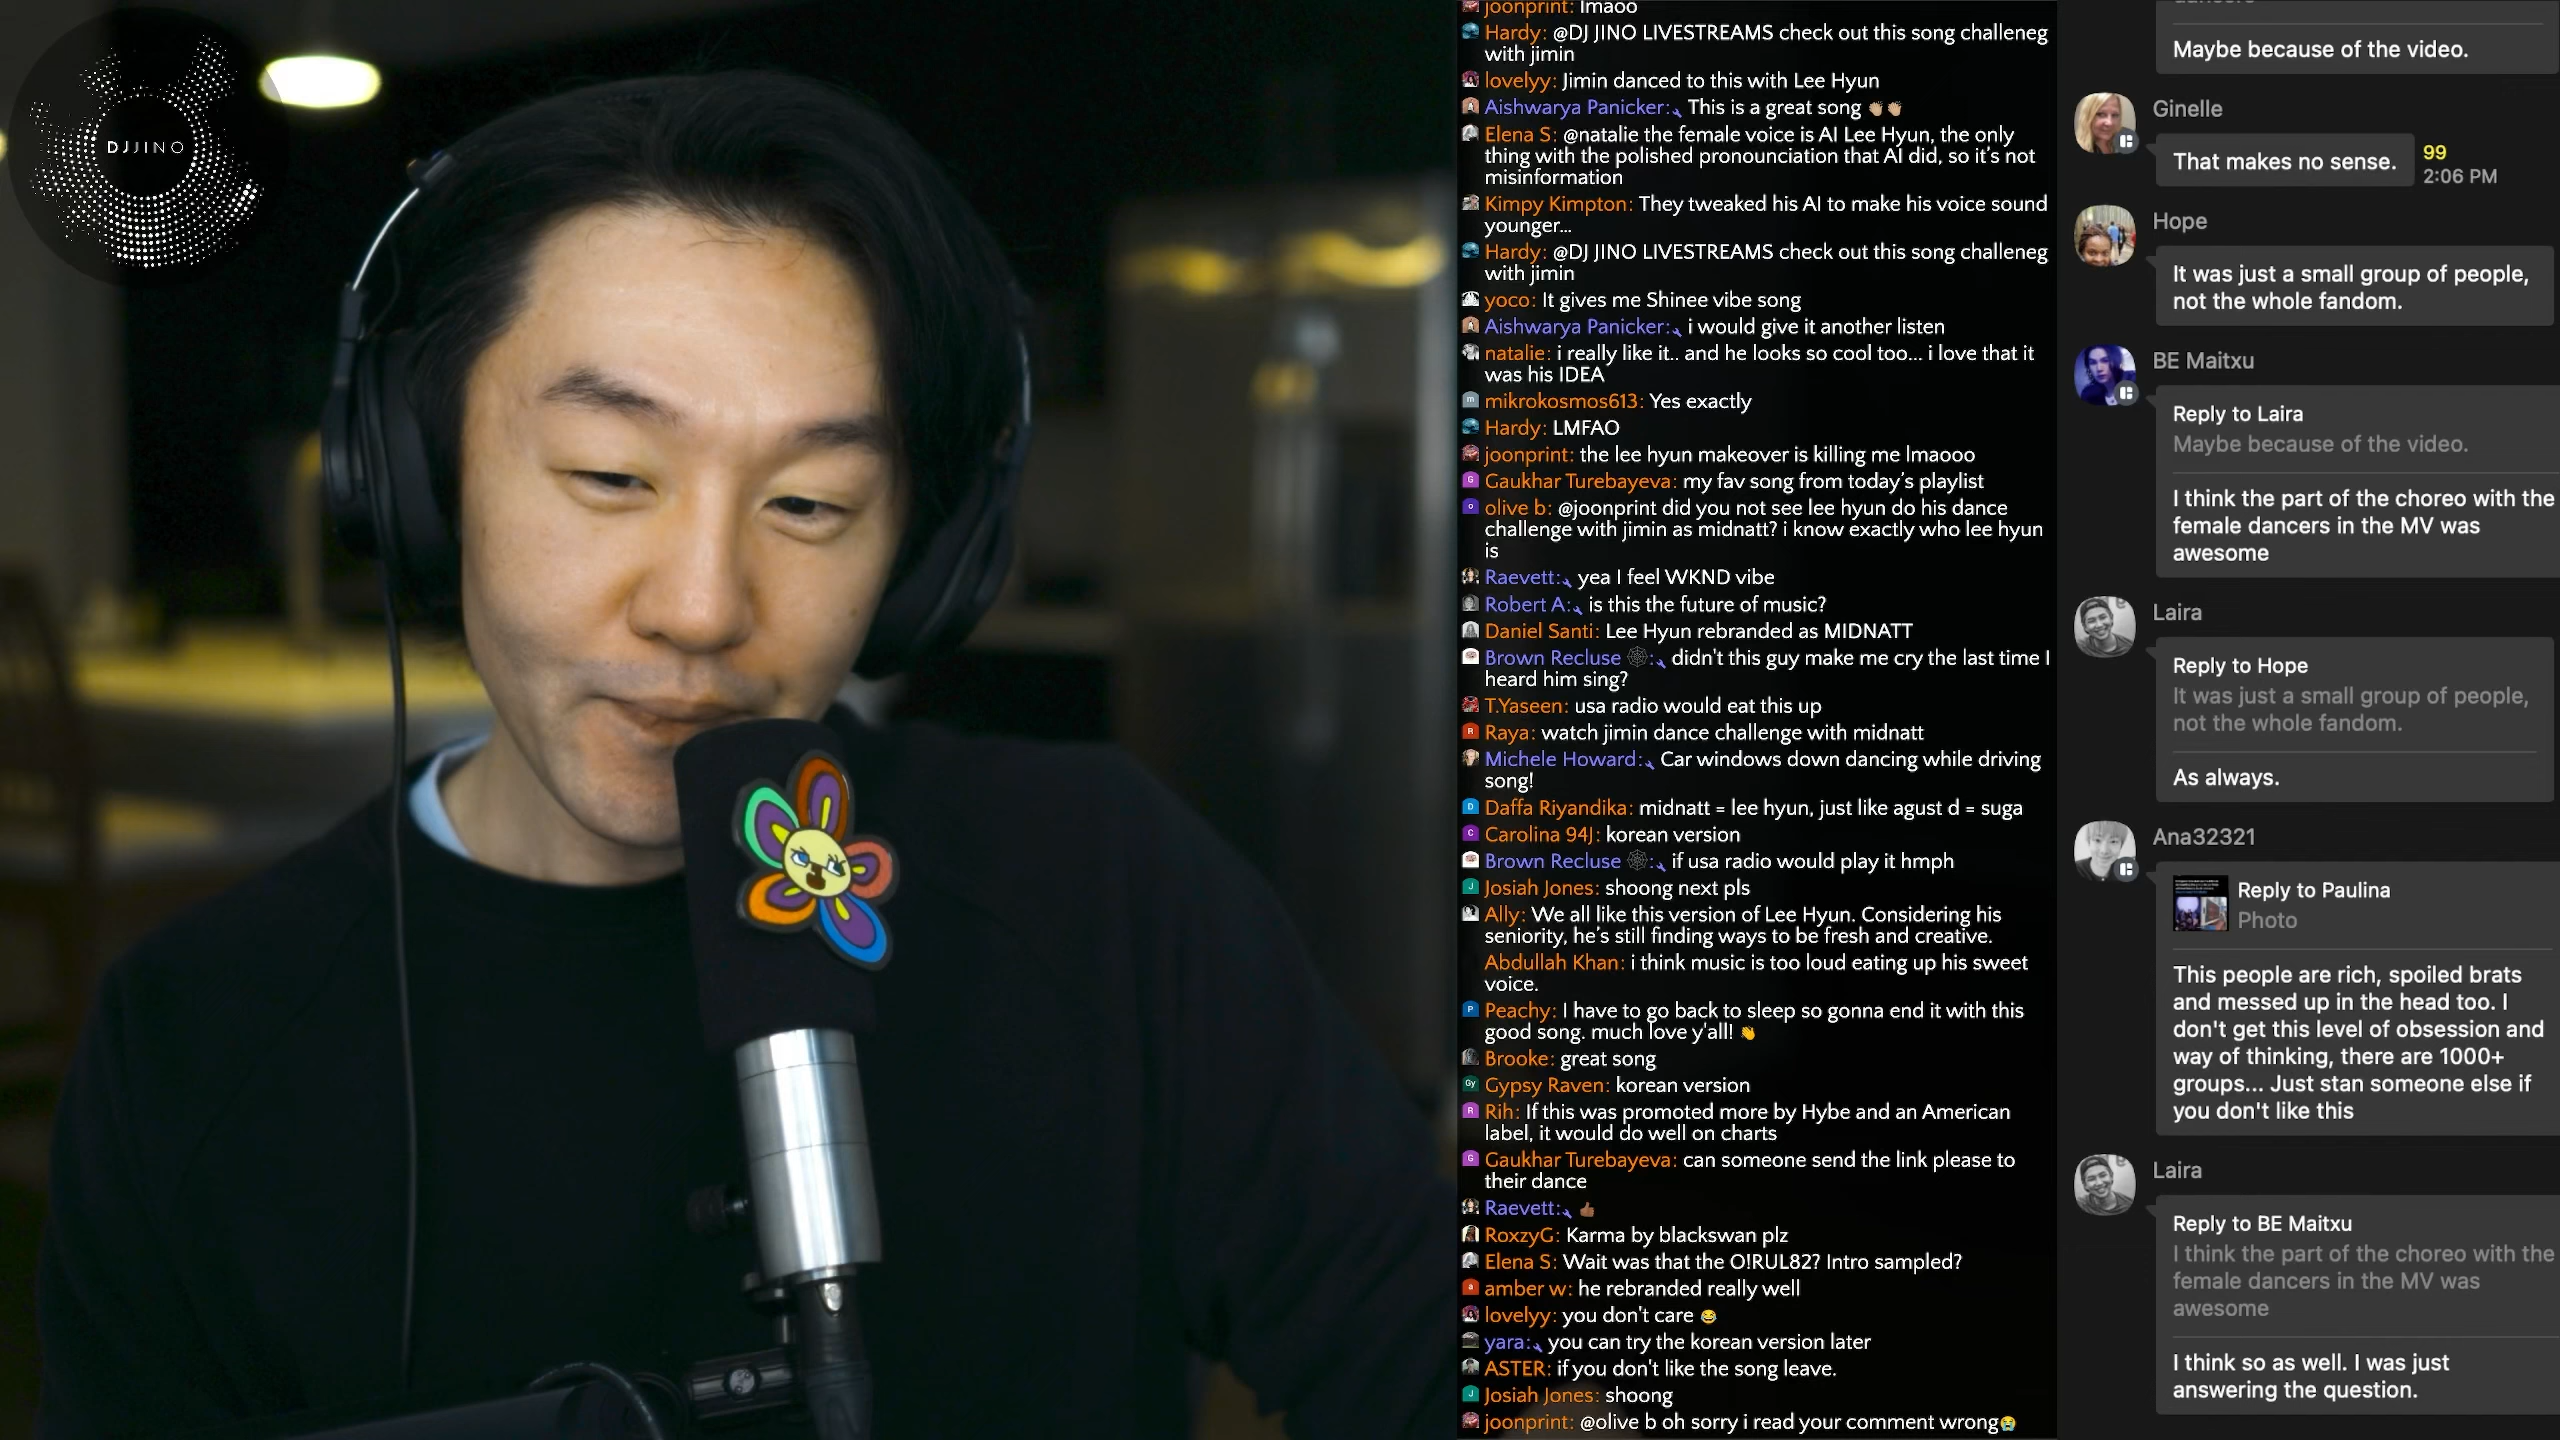 DJJINO
joonprint: lmaoo
Hardy: @DJ JINO LIVESTREAMS check out this song challeneg
with jimin
lovelyy: Jimin danced to this with Lee Hyun
Aishwarya Panicker: This is a great song 👏🏼👏🏼
Elena S: @natalie the female voice is AI Lee Hyun, the only
thing with the polished pronounciation that AI did, so it's not
misinformation
Kimpy Kimpton: They tweaked his AI to make his voice sound
younger...
Hardy: @DJ JINO LIVESTREAMS check out this song challeneg
with jimin
yoco: It gives me Shinee vibe song
Aishwarya Panicker: i would give it another listen
natalie: i really like it.. and he looks so cool too... i love that it
was his IDEA
mikrokosmos613: Yes exactly
Hardy: LMFAO
joonprint: the lee hyun makeover is killing me lmaooo
Gaukhar Turebayeva: my fav song from today's playlist
olive b: @joonprint did you not see lee hyun do his dance
challenge with jimin as midnatt? i know exactly who lee hyun
is
Raevett: yea I feel WKND vibe
Robert A: is this the future of music?
Daniel Santi: Lee Hyun rebranded as MIDNATT
Brown Recluse 🕸: didn't this guy make me cry the last time I
heard him sing?
T.Yaseen: usa radio would eat this up
Raya: watch jimin dance challenge with midnatt
Michele Howard: Car windows down dancing while driving
song!
Daffa Riyandika: midnatt = lee hyun, just like agust d = suga
Carolina 94J: korean version
Brown Recluse 🕸: if usa radio would play it hmph
Josiah Jones: shoong next pls
Ally: We all like this version of Lee Hyun. Considering his
seniority, he's still finding ways to be fresh and creative.
Abdullah Khan: i think music is too loud eating up his sweet
voice.
Peachy: I have to go back to sleep so gonna end it with this
good song. much love y'all! 👋
Brooke: great song
Gypsy Raven: korean version
Rih: If this was promoted more by Hybe and an American
label, it would do well on charts
Gaukhar Turebayeva: can someone send the link please to
their dance
Raevett: 👍🏾
RoxzyG: Karma by blackswan plz
Elena S: Wait was that the O!RUL82? Intro sampled?
amber w: he rebranded really well
lovelyy: you don't care 😂
yara: you can try the korean version later
ASTER: if you don't like the song leave.
Josiah Jones: shoong
joonprint: @olive b oh sorry i read your comment wrong😭
dancers
Maybe because of the video.
Ginelle
That makes no sense.
99
2:06 PM
Hope
It was just a small group of people,
not the whole fandom.
BE Maitxu
Reply to Laira
Maybe because of the video.
I think the part of the choreo with the
female dancers in the MV was
awesome
Laira
Reply to Hope
It was just a small group of people,
not the whole fandom.
As always.
Ana32321
Reply to Paulina
Photo
This people are rich, spoiled brats
and messed up in the head too. I
don't get this level of obsession and
way of thinking, there are 1000+
groups... Just stan someone else if
you don't like this
Laira
Reply to BE Maitxu
I think the part of the choreo with the
female dancers in the MV was
awesome
I think so as well. I was just
answering the question.